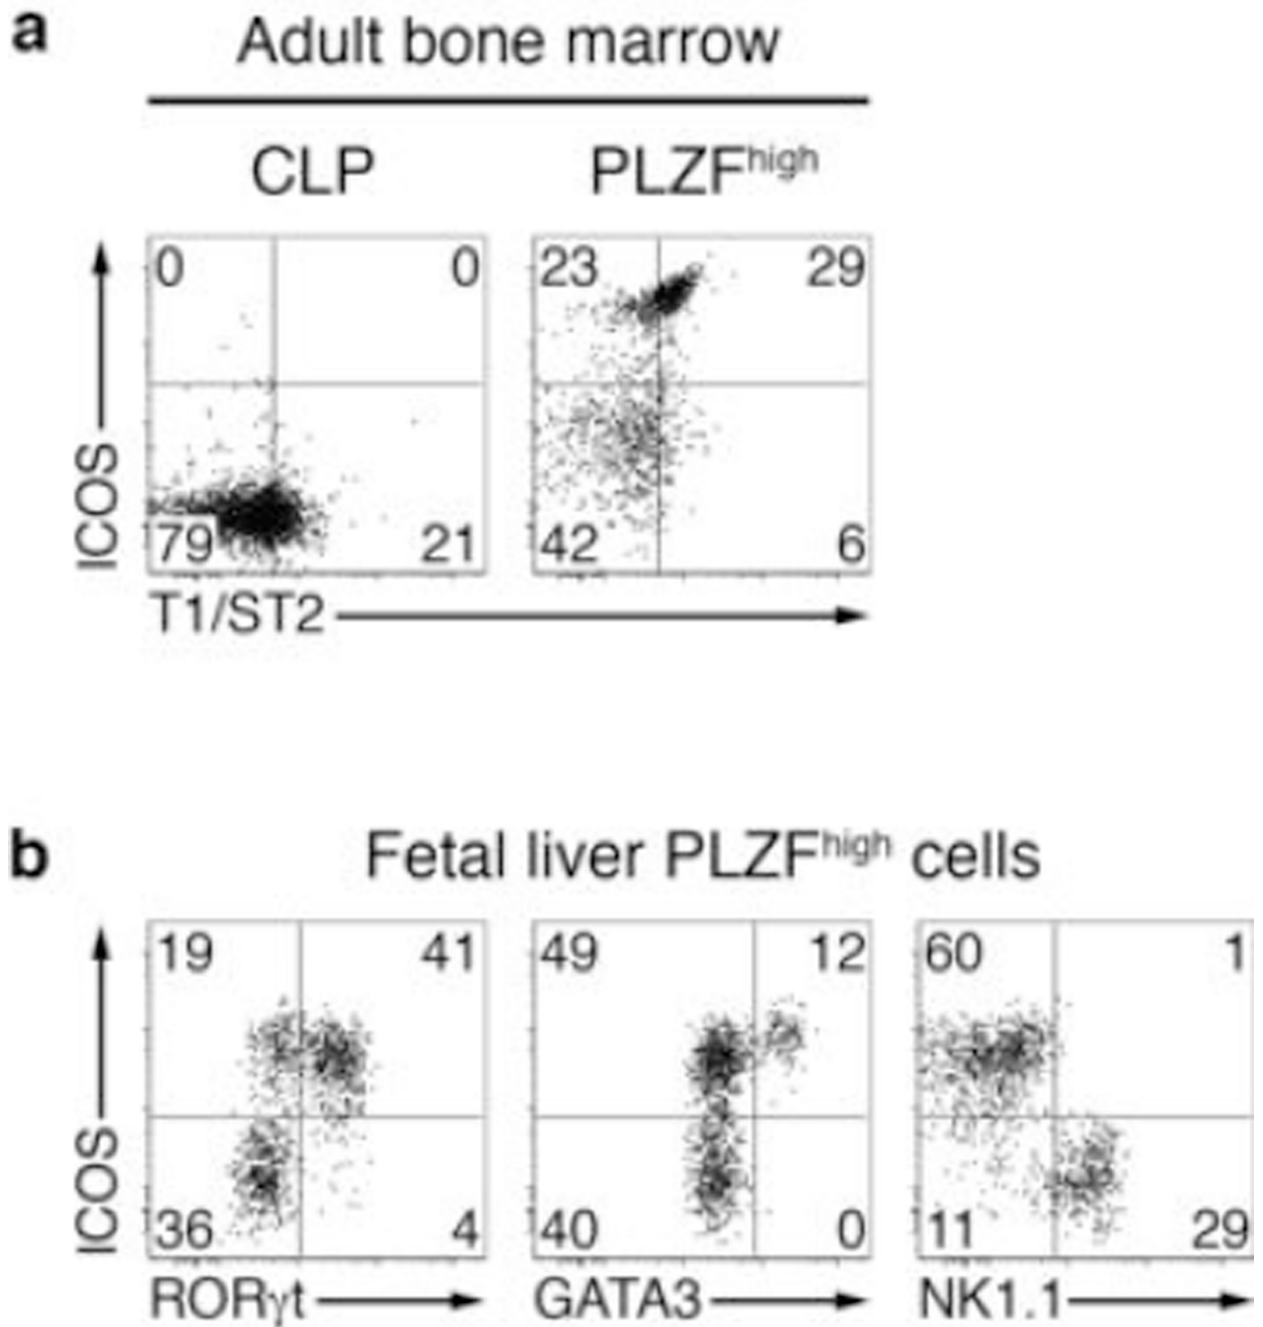 a
Adult bone marrow
CLP
PLZFhigh
0 0
79 21
23 29
42 6
ICOS
T1/ST2
b
Fetal liver PLZFhigh cells
19 41
36 4
49 12
40 0
60 1
11 29
ICOS
RORγt
GATA3
NK1.1